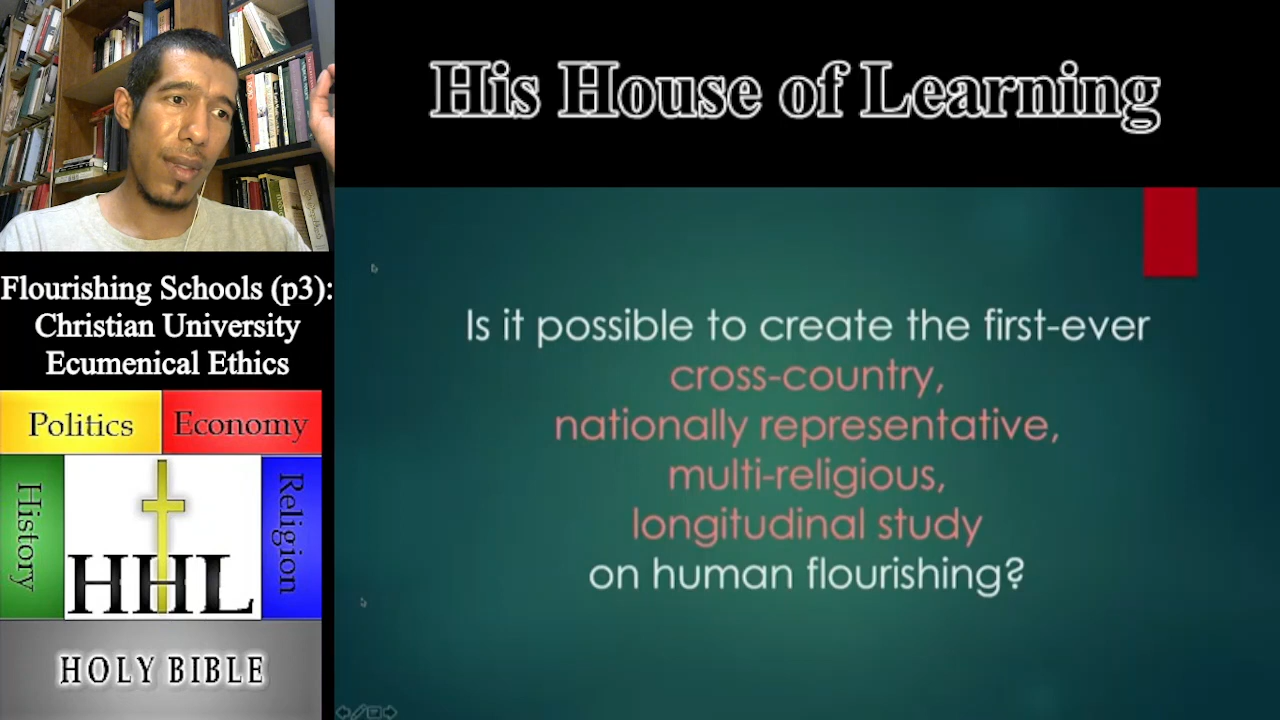 His House of Learning
Flourishing Schools (p3):
Christian University
Ecumenical Ethics
Politics
Economy
History
Religion
HHL
HOLY BIBLE
Is it possible to create the first-ever
cross-country,
nationally representative,
multi-religious,
longitudinal study
on human flourishing?